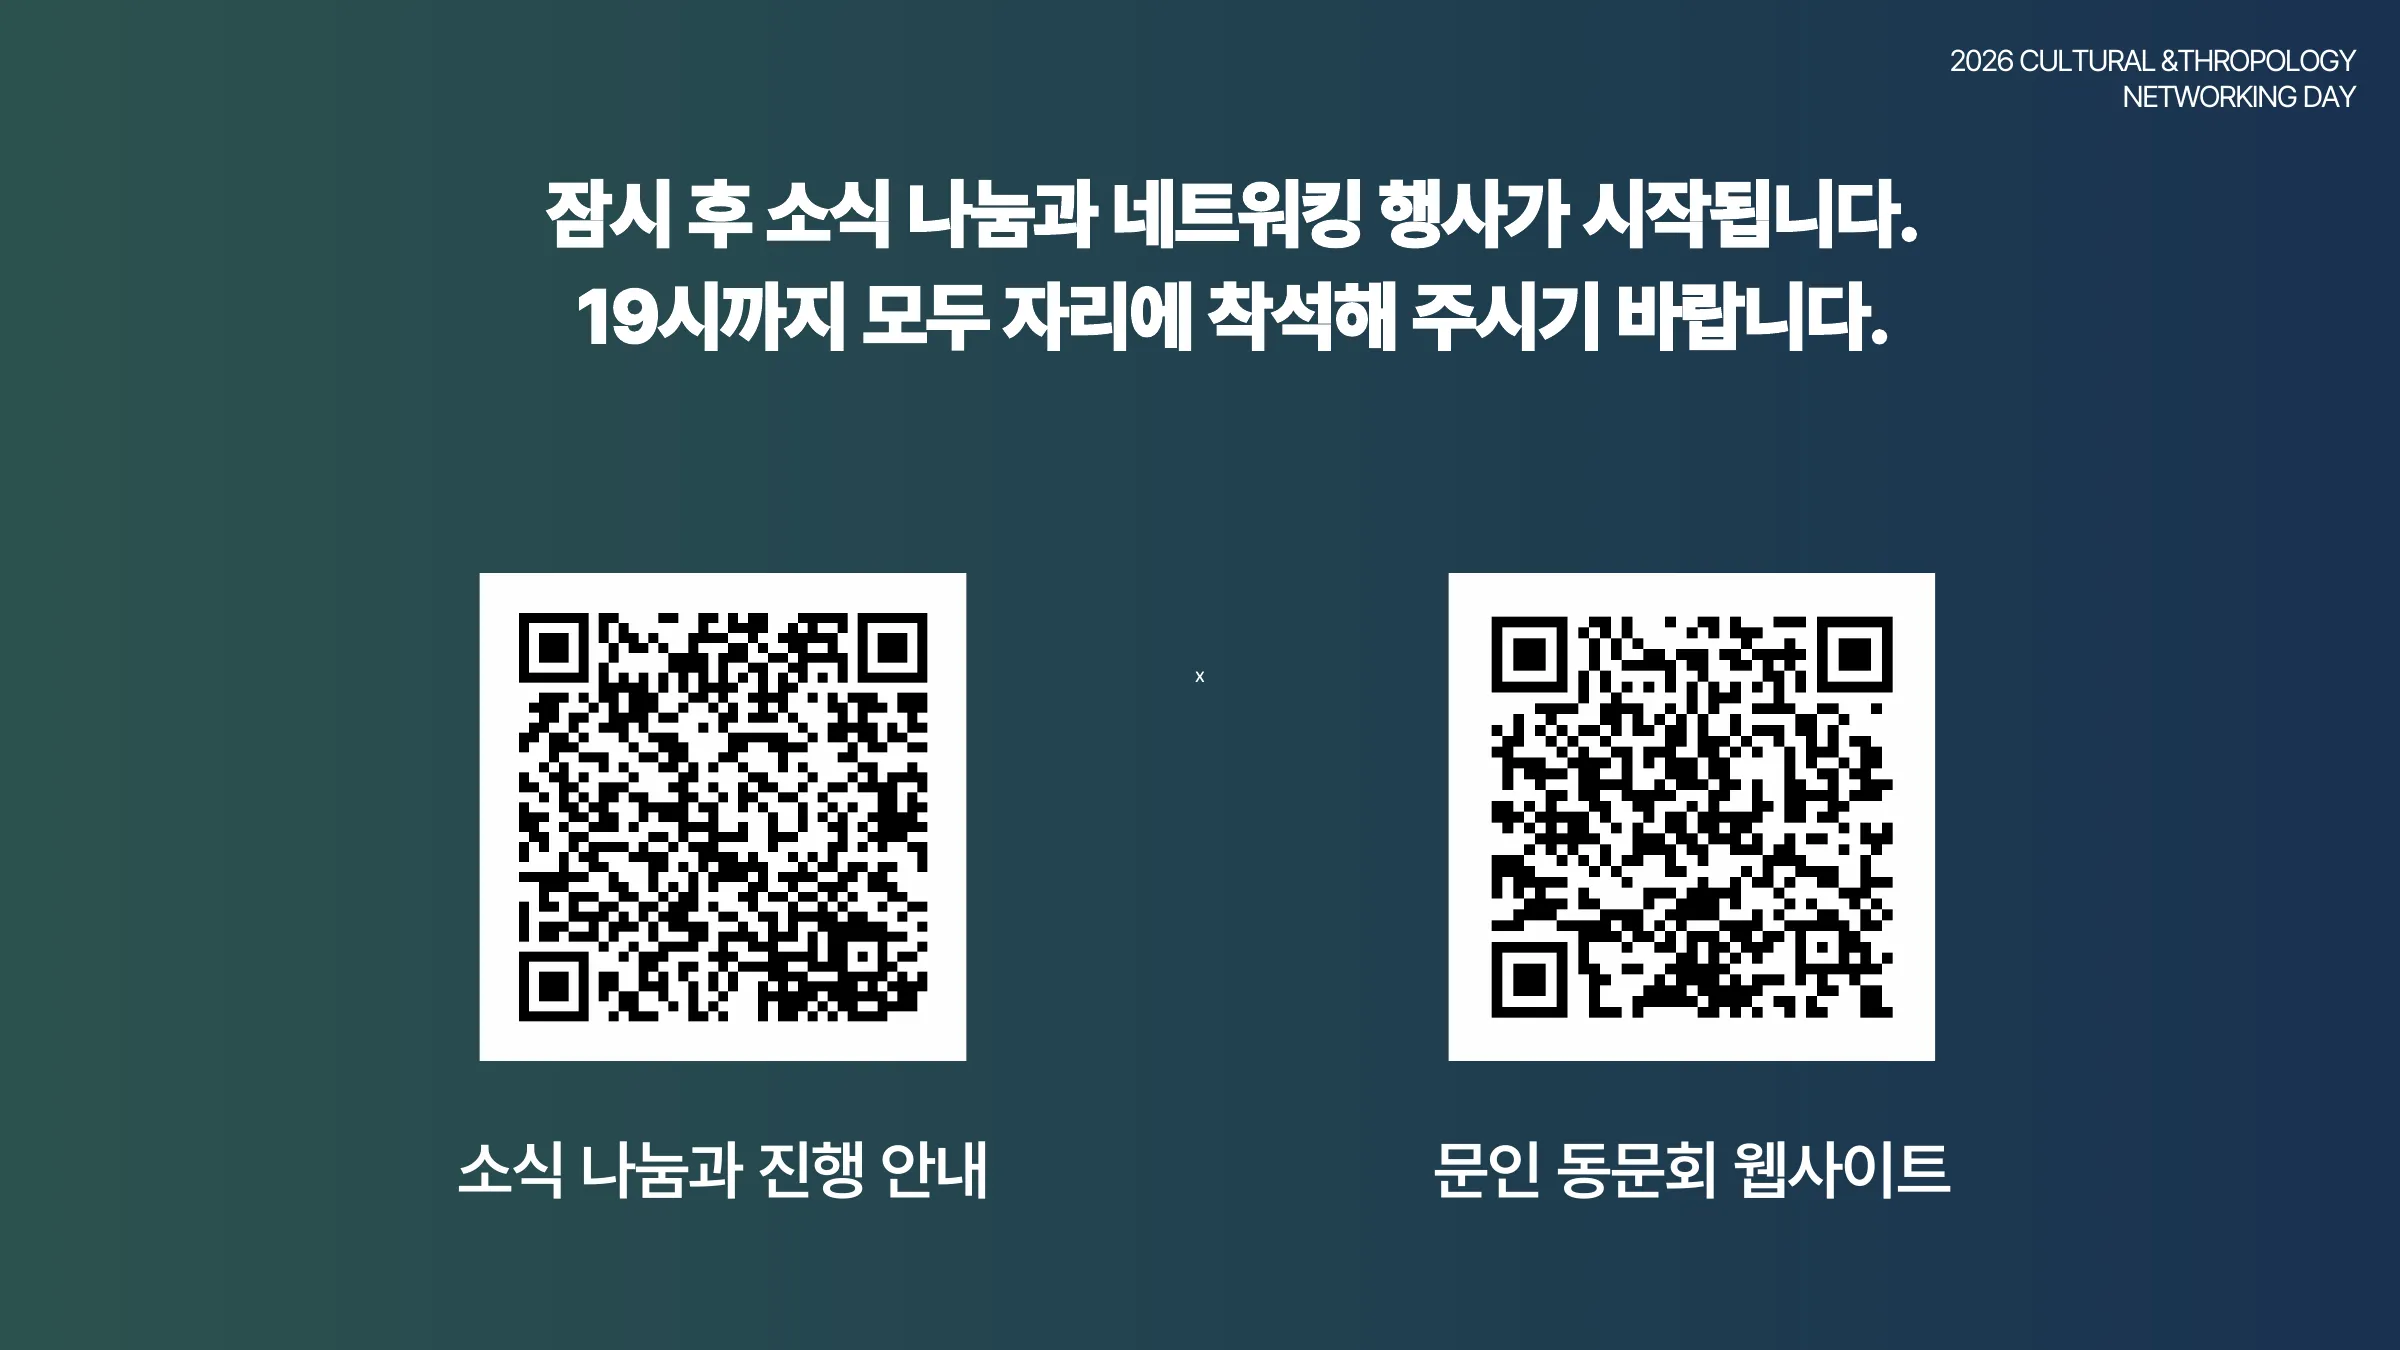 2026 CULTURAL &THROPOLOGY
NETWORKING DAY
잠시 후 소식 나눔과 네트워킹 행사가 시작됩니다.
19시까지 모두 자리에 착석해 주시기 바랍니다.
x
소식 나눔과 진행 안내
문인 동문회 웹사이트